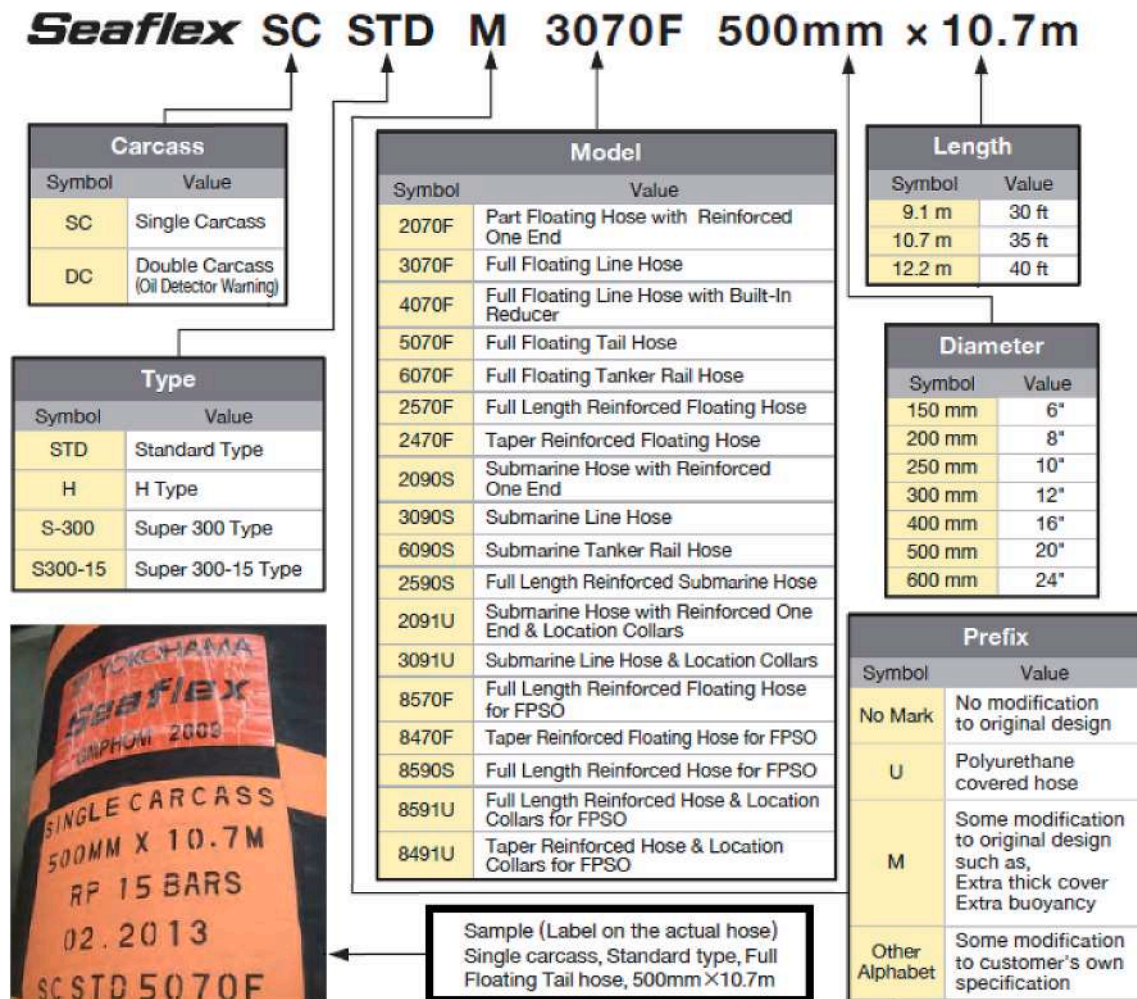 Seaflex SC STD M 3070F 500mm × 10.7m
Carcass
Symbol Value
SC Single Carcass
DC Double Carcass
(Oil Detector Warning)
Type
Symbol Value
STD Standard Type
H H Type
S-300 Super 300 Type
S300-15 Super 300-15 Type
Model
Symbol Value
2070F Part Floating Hose with Reinforced
One End
3070F Full Floating Line Hose
4070F Full Floating Line Hose with Built-In
Reducer
5070F Full Floating Tail Hose
6070F Full Floating Tanker Rail Hose
2570F Full Length Reinforced Floating Hose
2470F Taper Reinforced Floating Hose
2090S Submarine Hose with Reinforced
One End
3090S Submarine Line Hose
6090S Submarine Tanker Rail Hose
2590S Full Length Reinforced Submarine Hose
2091U Submarine Hose with Reinforced One
End & Location Collars
3091U Submarine Line Hose & Location Collars
8570F Full Length Reinforced Floating Hose
for FPSO
8470F Taper Reinforced Floating Hose for FPSO
8590S Full Length Reinforced Hose for FPSO
8591U Full Length Reinforced Hose & Location
Collars for FPSO
8491U Taper Reinforced Hose & Location
Collars for FPSO
Length
Symbol Value
9.1 m 30 ft
10.7 m 35 ft
12.2 m 40 ft
Diameter
Symbol Value
150 mm 6"
200 mm 8"
250 mm 10"
300 mm 12"
400 mm 16"
500 mm 20"
600 mm 24"
Prefix
Symbol Value
No Mark No modification
to original design
U Polyurethane
covered hose
M Some modification
to original design
such as,
Extra thick cover
Extra buoyancy
Other
Alphabet Some modification
to customer's own
specification
YOKOHAMA
Seaflex
GMPHOM 2009
SINGLE CARCASS
500MM X 10.7M
RP 15 BARS
02.2013
SC STD 5070F
Sample (Label on the actual hose)
Single carcass, Standard type, Full
Floating Tail hose, 500mm×10.7m